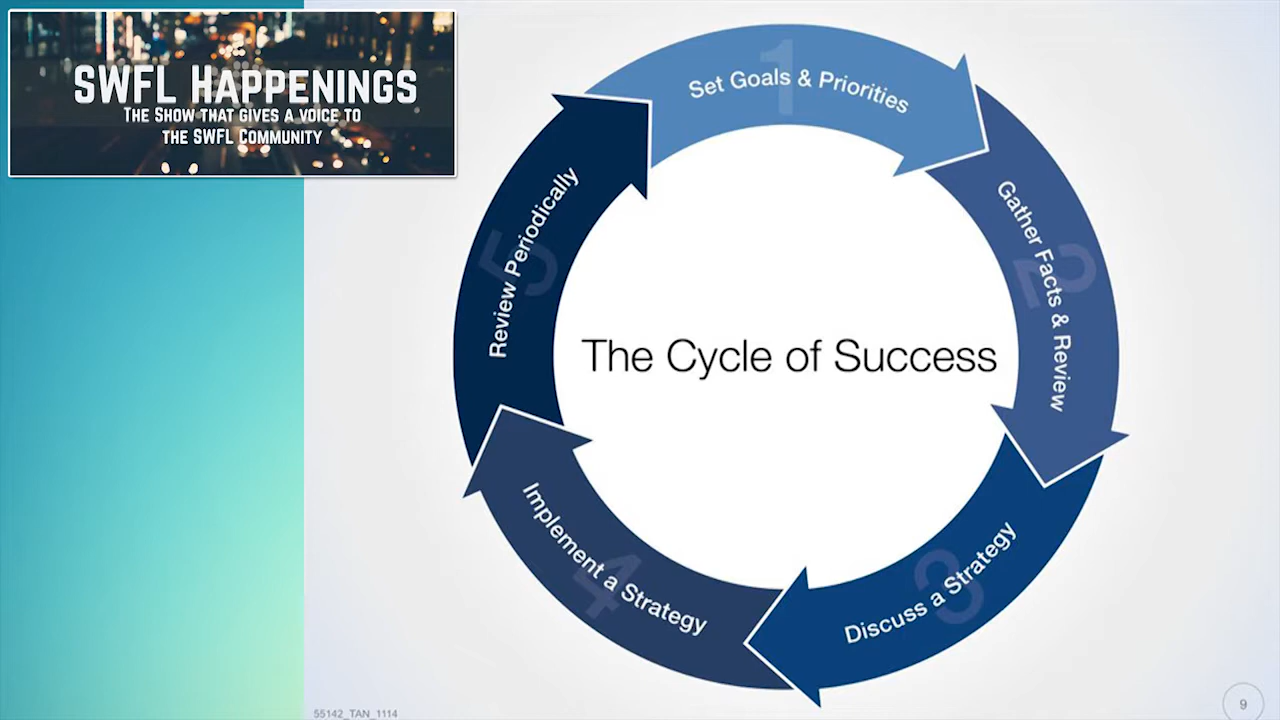 SWFL Happenings
The Show that gives a voice to
the SWFL Community
1
Set Goals & Priorities
2
Gather Facts & Review
3
Discuss a Strategy
4
Implement a Strategy
5
Review Periodically
The Cycle of Success
55142_TAN_1114
9